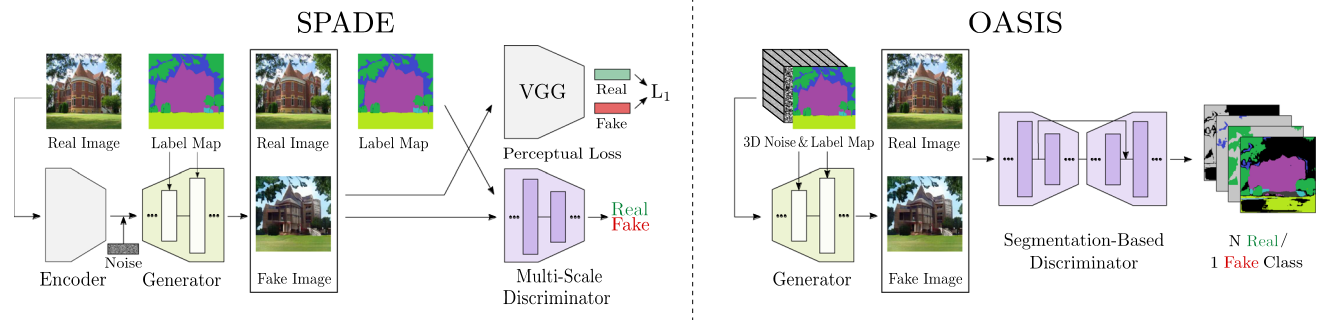 SPADE
Real Image
Label Map
Real Image
Label Map
VGG
Real
Fake
L1
Perceptual Loss
Encoder
Noise
Generator
Fake Image
Real
Fake
Multi-Scale
Discriminator
OASIS
3D Noise & Label Map
Real Image
Generator
Fake Image
Segmentation-Based
Discriminator
N Real/
1 Fake Class